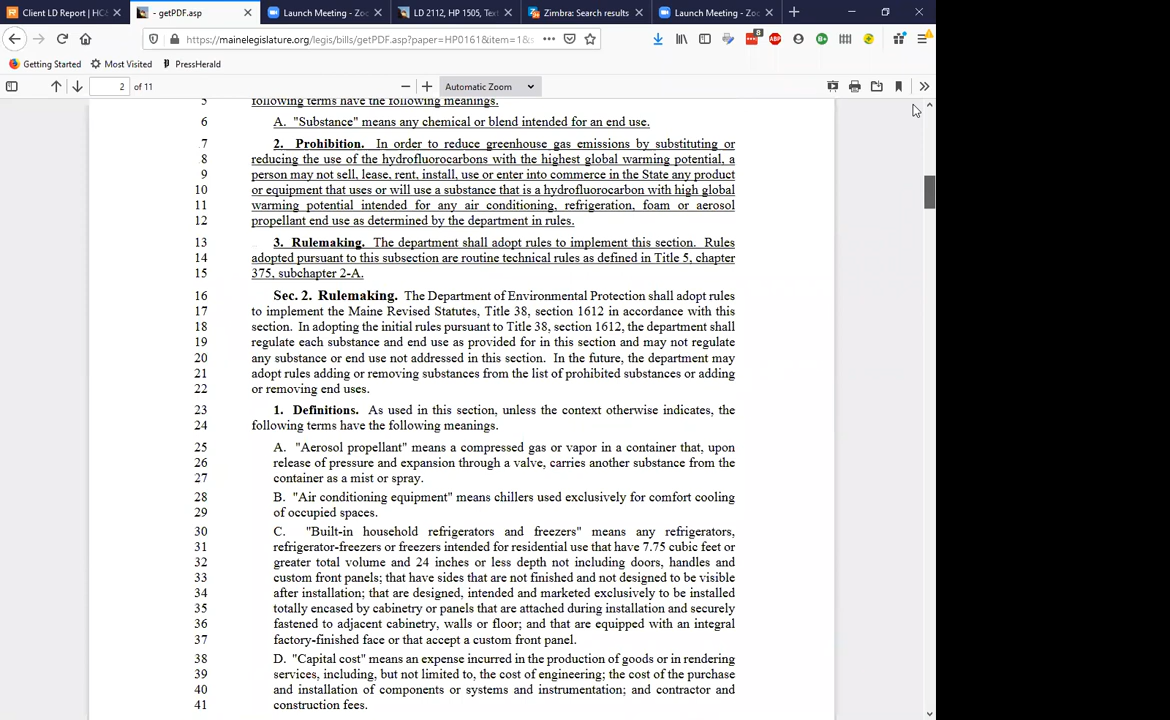 Client LD Report | HC
- getPDF.asp
Launch Meeting - Zoo
LD 2112, HP 1505, Text
Zimbra: Search results
Launch Meeting - Zoo
https://mainelegislature.org/legis/bills/getPDF.asp?paper=HP0161&item=1&s
8
ABP
Getting Started
Most Visited
PressHerald
2 of 11
Automatic Zoom
5 following terms have the following meanings.
6 A. "Substance" means any chemical or blend intended for an end use.
7 2. Prohibition. In order to reduce greenhouse gas emissions by substituting or
8 reducing the use of the hydrofluorocarbons with the highest global warming potential, a
9 person may not sell, lease, rent, install, use or enter into commerce in the State any product
10 or equipment that uses or will use a substance that is a hydrofluorocarbon with high global
11 warming potential intended for any air conditioning, refrigeration, foam or aerosol
12 propellant end use as determined by the department in rules.
13 3. Rulemaking. The department shall adopt rules to implement this section. Rules
14 adopted pursuant to this subsection are routine technical rules as defined in Title 5, chapter
15 375, subchapter 2-A.
16 Sec. 2. Rulemaking. The Department of Environmental Protection shall adopt rules
17 to implement the Maine Revised Statutes, Title 38, section 1612 in accordance with this
18 section. In adopting the initial rules pursuant to Title 38, section 1612, the department shall
19 regulate each substance and end use as provided for in this section and may not regulate
20 any substance or end use not addressed in this section. In the future, the department may
21 adopt rules adding or removing substances from the list of prohibited substances or adding
22 or removing end uses.
23 1. Definitions. As used in this section, unless the context otherwise indicates, the
24 following terms have the following meanings.
25 A. "Aerosol propellant" means a compressed gas or vapor in a container that, upon
26 release of pressure and expansion through a valve, carries another substance from the
27 container as a mist or spray.
28 B. "Air conditioning equipment" means chillers used exclusively for comfort cooling
29 of occupied spaces.
30 C. "Built-in household refrigerators and freezers" means any refrigerators,
31 refrigerator-freezers or freezers intended for residential use that have 7.75 cubic feet or
32 greater total volume and 24 inches or less depth not including doors, handles and
33 custom front panels; that have sides that are not finished and not designed to be visible
34 after installation; that are designed, intended and marketed exclusively to be installed
35 totally encased by cabinetry or panels that are attached during installation and securely
36 fastened to adjacent cabinetry, walls or floor; and that are equipped with an integral
37 factory-finished face or that accept a custom front panel.
38 D. "Capital cost" means an expense incurred in the production of goods or in rendering
39 services, including, but not limited to, the cost of engineering; the cost of the purchase
40 and installation of components or systems and instrumentation; and contractor and
41 construction fees.